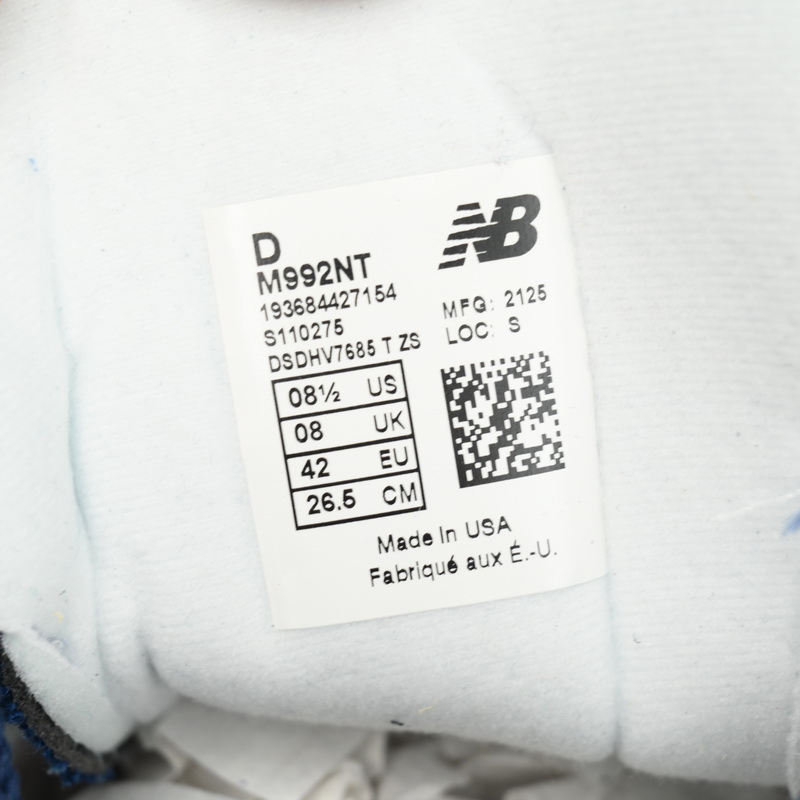 D
NB
M992NT
193684427154
S110275
DSDHV7685 T ZS
MFG: 2125
LOC: S
08½ US
08 UK
42 EU
26.5 CM
Made In USA
Fabriqué aux É.-U.